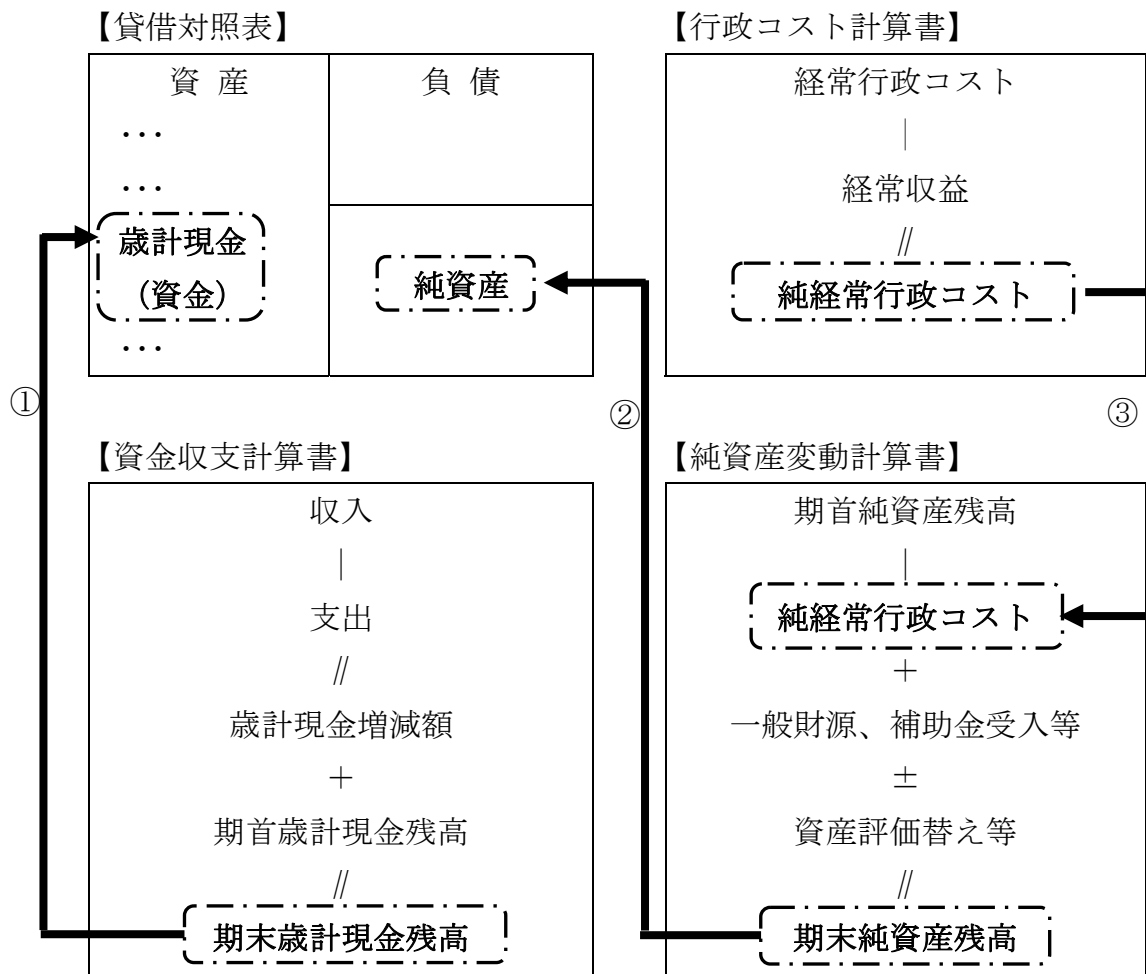 【貸借対照表】
資 産
…
…
歳計現金
(資金)
…
負 債
純資産
【行政コスト計算書】
経常行政コスト
|
経常収益
//
純経常行政コスト
①
②
③
【資金収支計算書】
収入
|
支出
//
歳計現金増減額
+
期首歳計現金残高
//
期末歳計現金残高
【純資産変動計算書】
期首純資産残高
|
純経常行政コスト
+
一般財源、補助金受入等
±
資産評価替え等
//
期末純資産残高